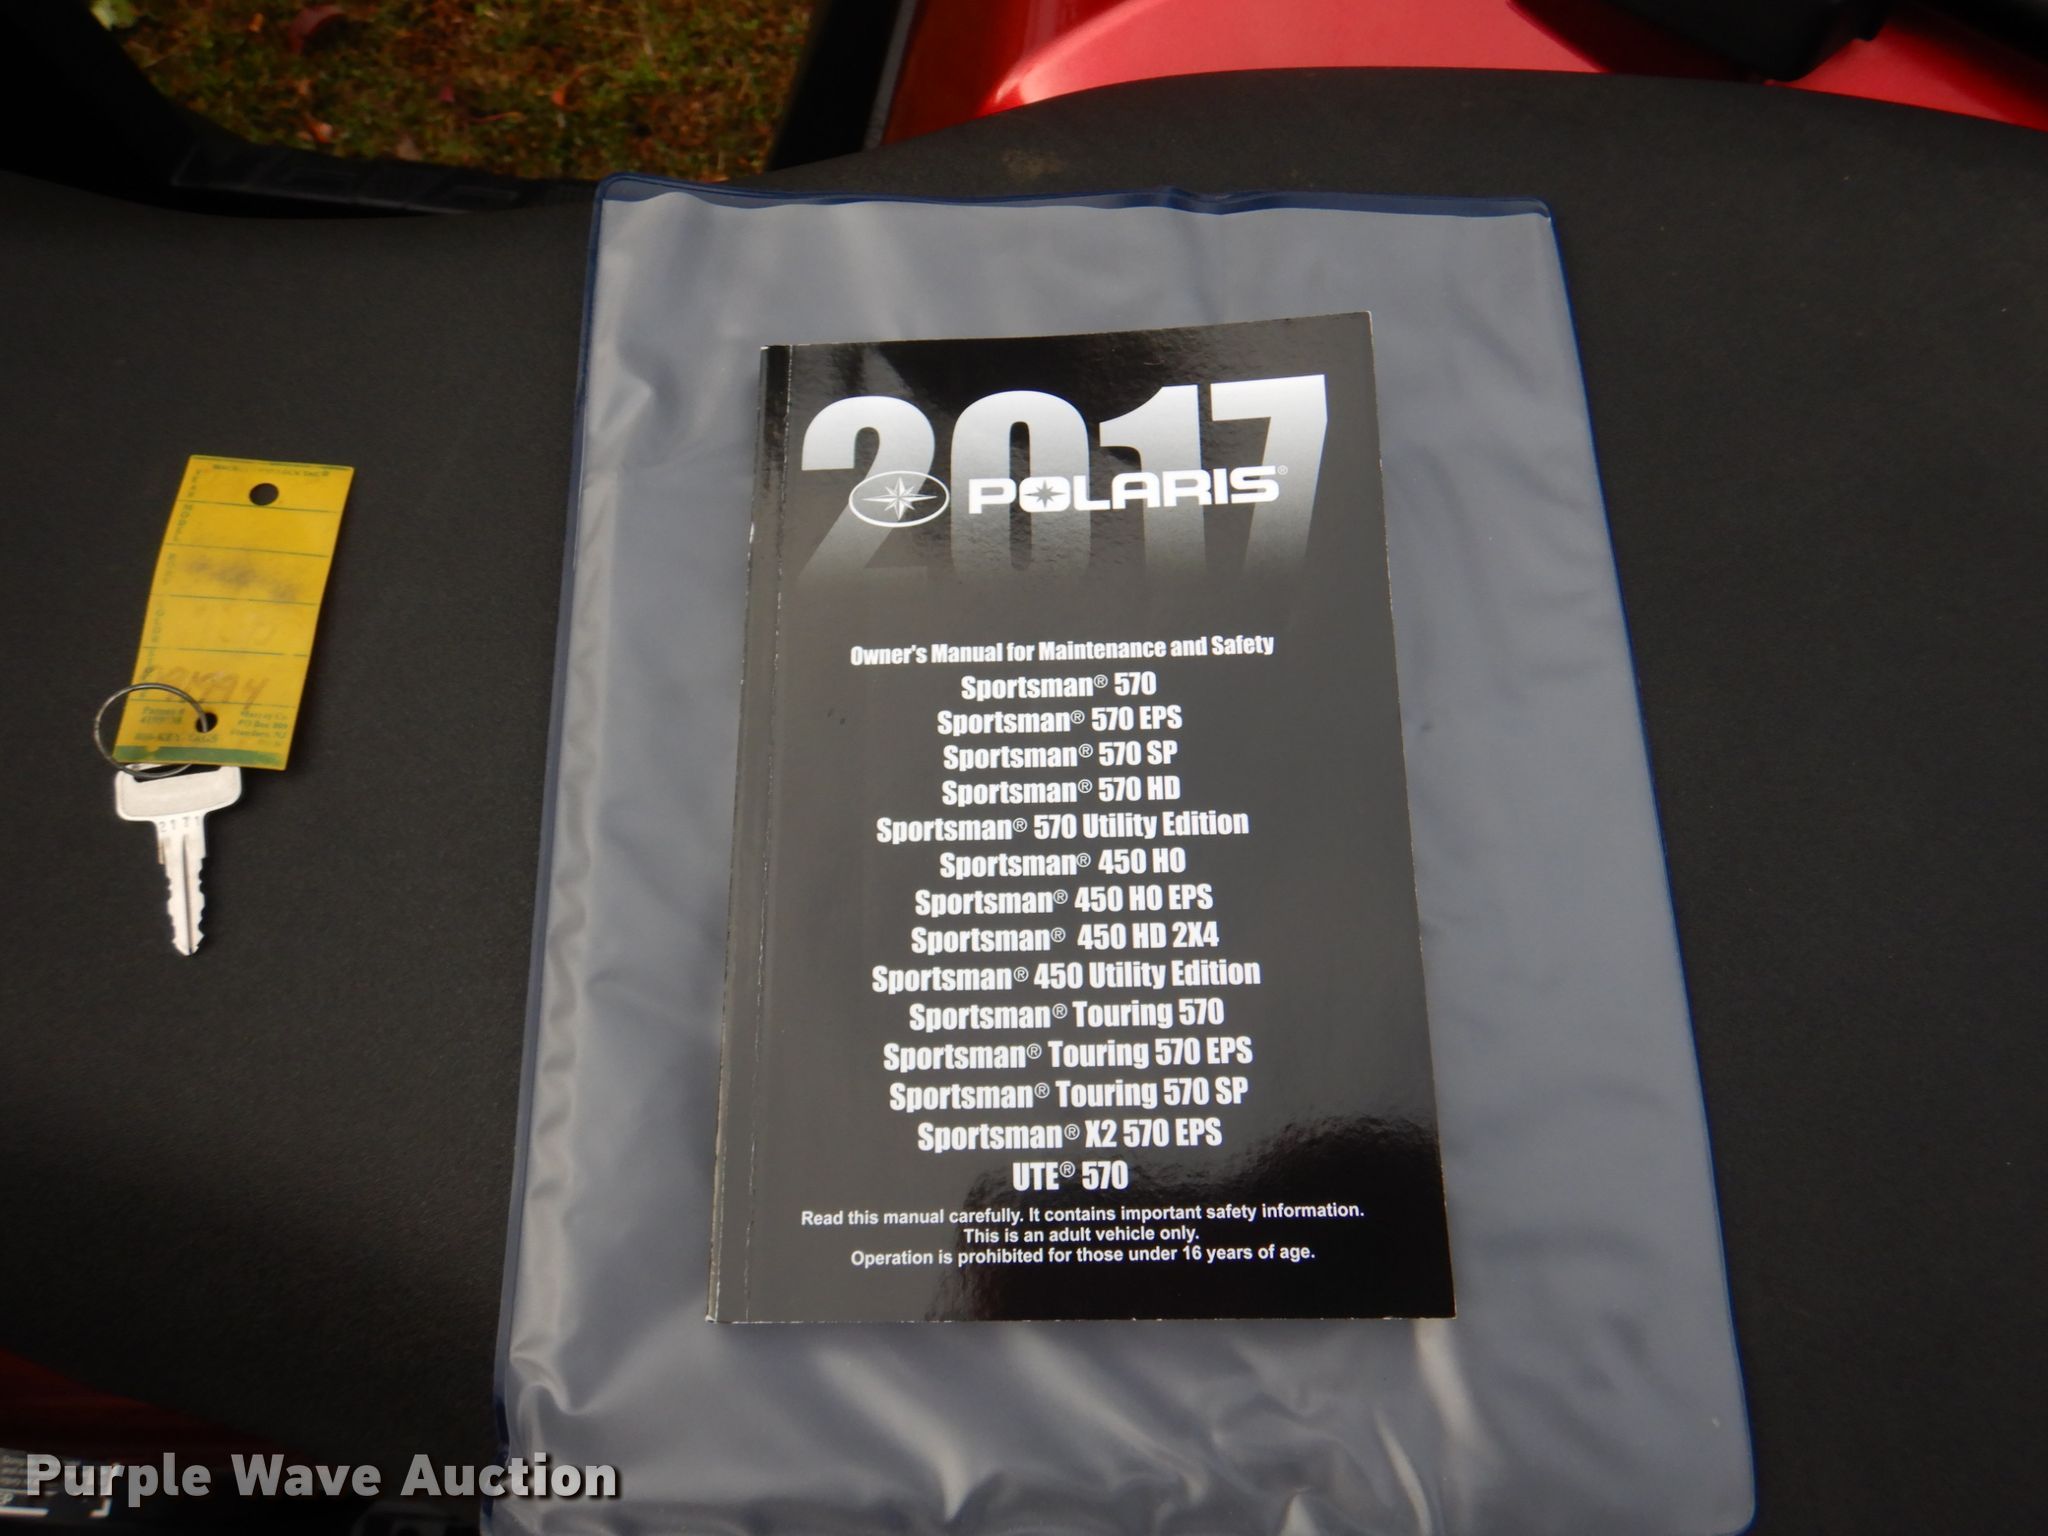 2017
POLARIS®
Owner's Manual for Maintenance and Safety
Sportsman® 570
Sportsman® 570 EPS
Sportsman® 570 SP
Sportsman® 570 HD
Sportsman® 570 Utility Edition
Sportsman® 450 HO
Sportsman® 450 HO EPS
Sportsman® 450 HD 2X4
Sportsman® 450 Utility Edition
Sportsman® Touring 570
Sportsman® Touring 570 EPS
Sportsman® Touring 570 SP
Sportsman® X2 570 EPS
UTE® 570
Read this manual carefully. It contains important safety information.
This is an adult vehicle only.
Operation is prohibited for those under 16 years of age.
2121
Purple Wave Auction